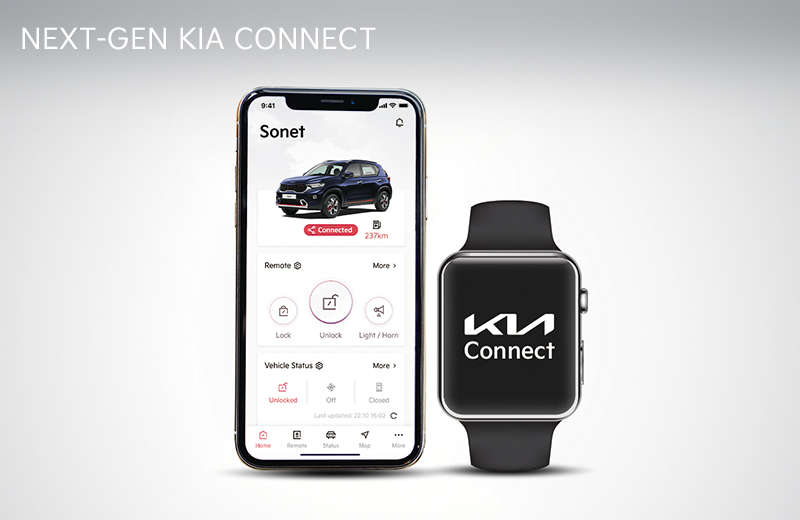 NEXT-GEN KIA CONNECT
9:41
Sonet
Connected
237km
Remote
More >
Lock
Unlock
Light / Horn
Vehicle Status
More >
Unlocked
Off
Closed
Last updated: 22.10 16:02
Home
Remote
Status
Map
More
KIA
Connect